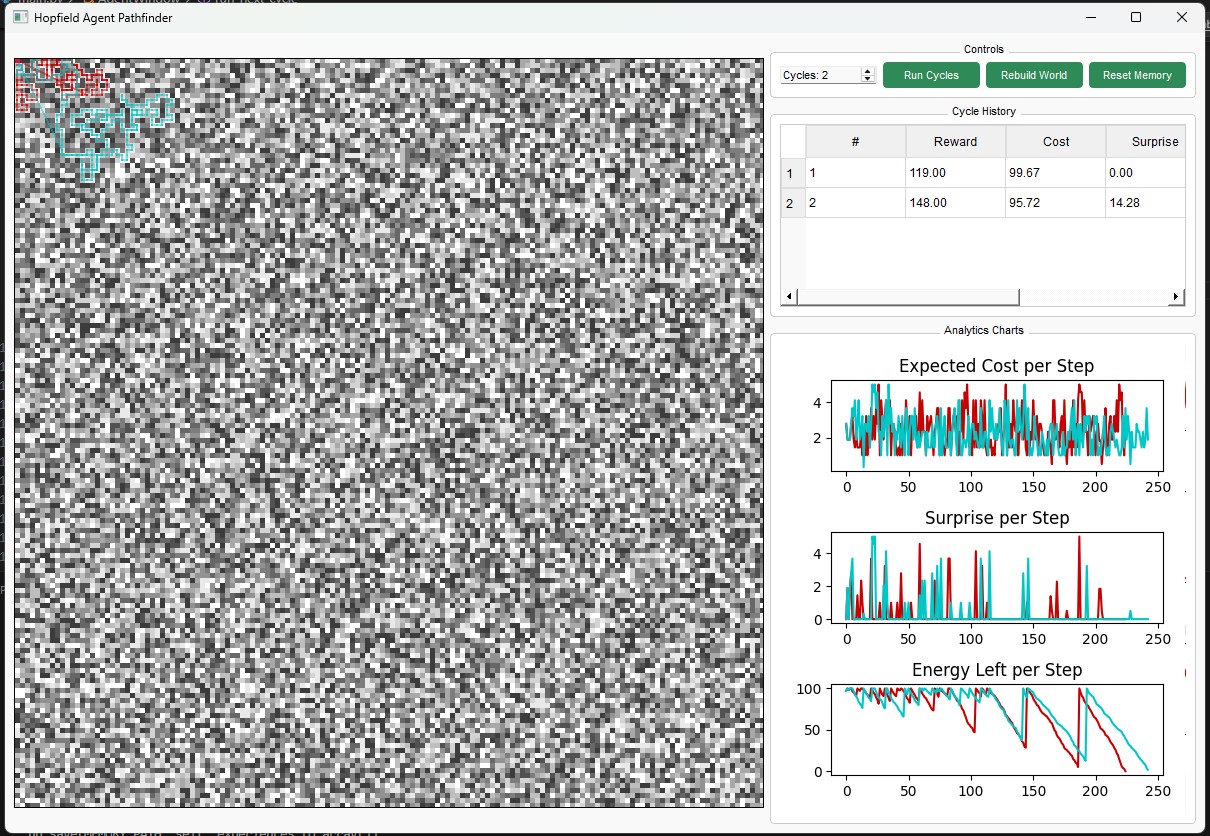 Hopfield Agent Pathfinder
Controls
Cycles: 2
Run Cycles
Rebuild World
Reset Memory
Cycle History
# Reward Cost Surprise
1 1 119.00 99.67 0.00
2 2 148.00 95.72 14.28
Analytics Charts
Expected Cost per Step
4
2
0 50 100 150 200 250
Surprise per Step
4
2
0
0 50 100 150 200 250
Energy Left per Step
100
50
0
0 50 100 150 200 250